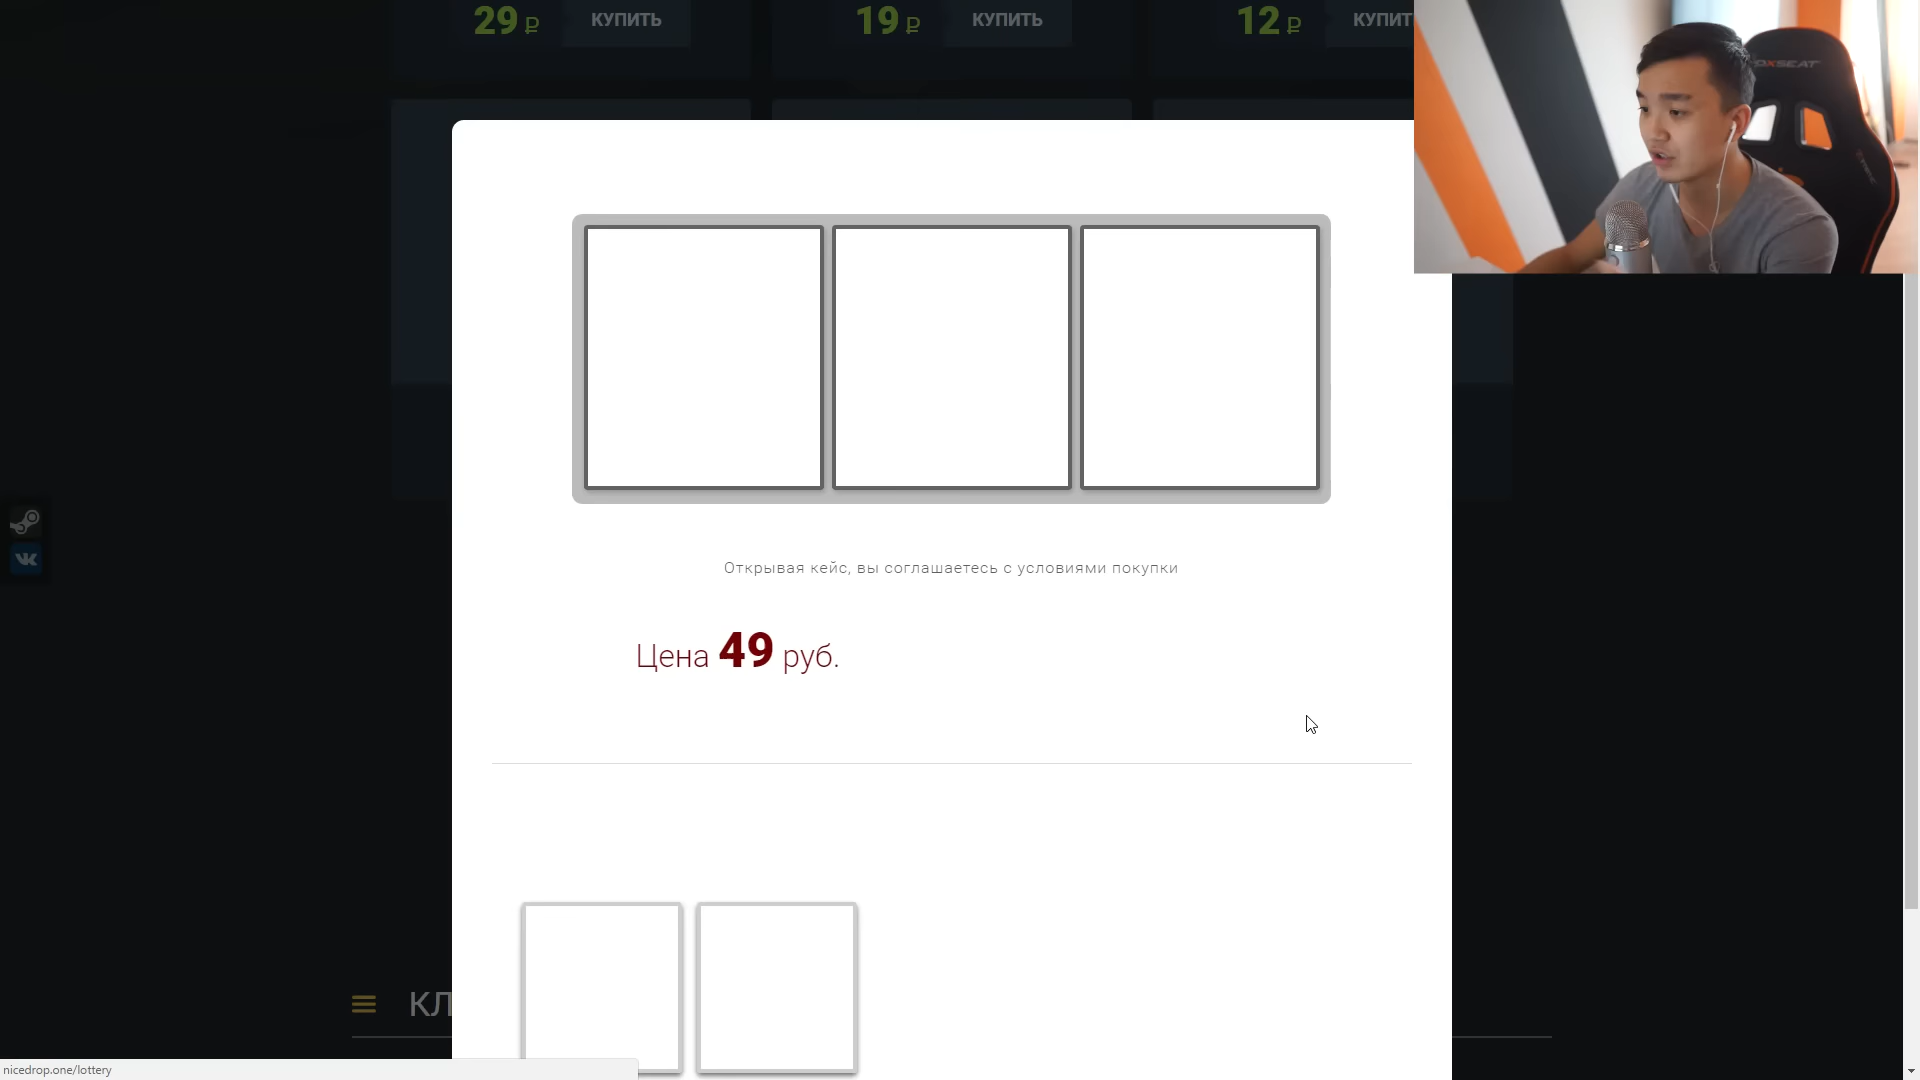 29 ₽ КУПИТЬ
19 ₽ КУПИТЬ
12 ₽ КУПИТ
Открывая кейс, вы соглашаетесь с условиями покупки
Цена 49 руб.
КЛ
nicedrop.one/lottery